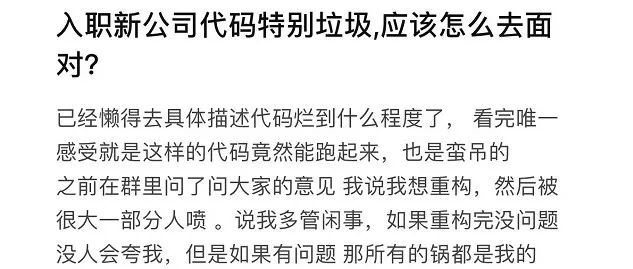 入职新公司代码特别垃圾,应该怎么去面
对?
已经懒得去具体描述代码烂到什么程度了， 看完唯一
感受就是这样的代码竟然能跑起来，也是蛮吊的
之前在群里问了问大家的意见 我说我想重构，然后被
很大一部分人喷 。说我多管闲事，如果重构完没问题
没人会夸我，但是如果有问题 那所有的锅都是我的